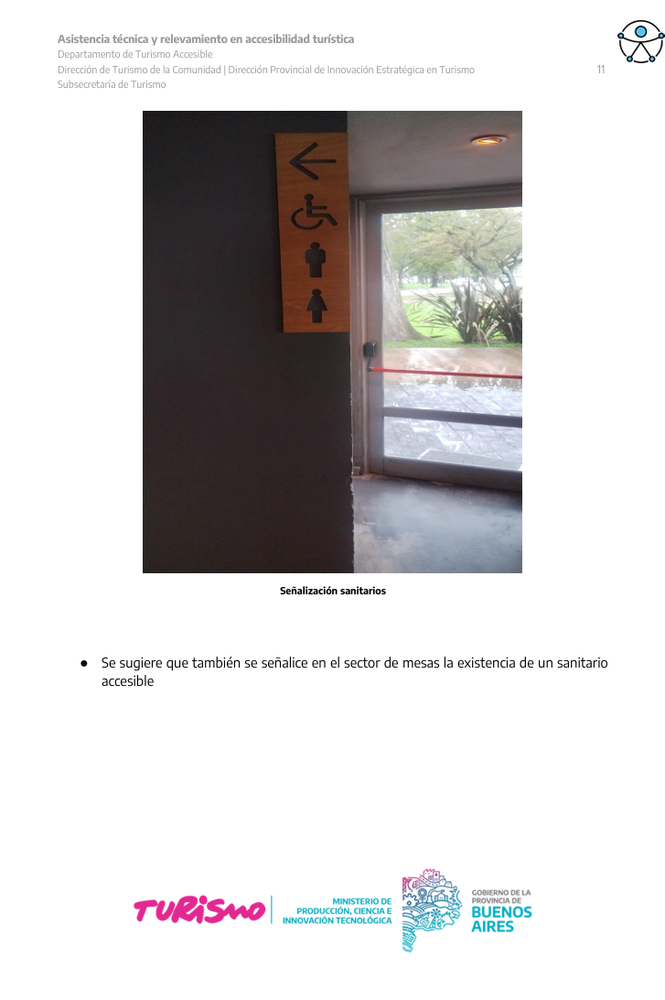 Asistencia técnica y relevamiento en accesibilidad turística
Departamento de Turismo Accesible
Dirección de Turismo de la Comunidad | Dirección Provincial de Innovación Estratégica en Turismo
11
Subsecretaría de Turismo
Señalización sanitarios
● Se sugiere que también se señalice en el sector de mesas la existencia de un sanitario
accesible
TURISMO
MINISTERIO DE
PRODUCCIÓN, CIENCIA E
INNOVACIÓN TECNOLÓGICA
GOBIERNO DE LA
PROVINCIA DE
BUENOS
AIRES